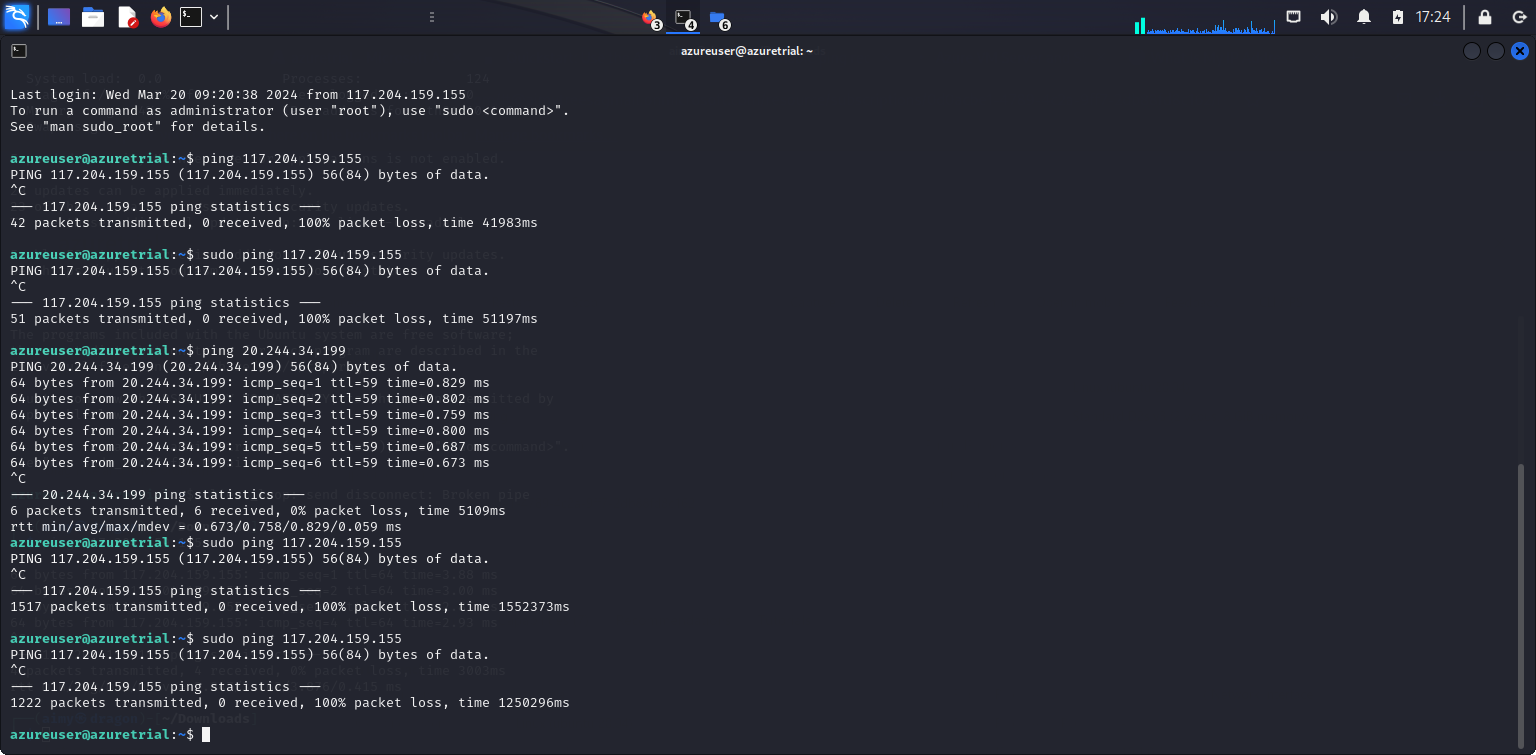 3
4
6
17:24
azureuser@azuretrial: ~
System load: 0.0 Processes: 124
Last login: Wed Mar 20 09:20:38 2024 from 117.204.159.155
To run a command as administrator (user "root"), use "sudo <command>".
See "man sudo_root" for details.
azureuser@azuretrial:~$ ping 117.204.159.155
PING 117.204.159.155 (117.204.159.155) 56(84) bytes of data.
^C
--- 117.204.159.155 ping statistics ---
42 packets transmitted, 0 received, 100% packet loss, time 41983ms
azureuser@azuretrial:~$ sudo ping 117.204.159.155
PING 117.204.159.155 (117.204.159.155) 56(84) bytes of data.
^C
--- 117.204.159.155 ping statistics ---
51 packets transmitted, 0 received, 100% packet loss, time 51197ms
azureuser@azuretrial:~$ ping 20.244.34.199
PING 20.244.34.199 (20.244.34.199) 56(84) bytes of data.
64 bytes from 20.244.34.199: icmp_seq=1 ttl=59 time=0.829 ms
64 bytes from 20.244.34.199: icmp_seq=2 ttl=59 time=0.802 ms
64 bytes from 20.244.34.199: icmp_seq=3 ttl=59 time=0.759 ms
64 bytes from 20.244.34.199: icmp_seq=4 ttl=59 time=0.800 ms
64 bytes from 20.244.34.199: icmp_seq=5 ttl=59 time=0.687 ms
64 bytes from 20.244.34.199: icmp_seq=6 ttl=59 time=0.673 ms
^C
--- 20.244.34.199 ping statistics ---
6 packets transmitted, 6 received, 0% packet loss, time 5109ms
rtt min/avg/max/mdev = 0.673/0.758/0.829/0.059 ms
azureuser@azuretrial:~$ sudo ping 117.204.159.155
PING 117.204.159.155 (117.204.159.155) 56(84) bytes of data.
^C
--- 117.204.159.155 ping statistics ---
1517 packets transmitted, 0 received, 100% packet loss, time 1552373ms
azureuser@azuretrial:~$ sudo ping 117.204.159.155
PING 117.204.159.155 (117.204.159.155) 56(84) bytes of data.
^C
--- 117.204.159.155 ping statistics ---
1222 packets transmitted, 0 received, 100% packet loss, time 1250296ms
azureuser@azuretrial:~$